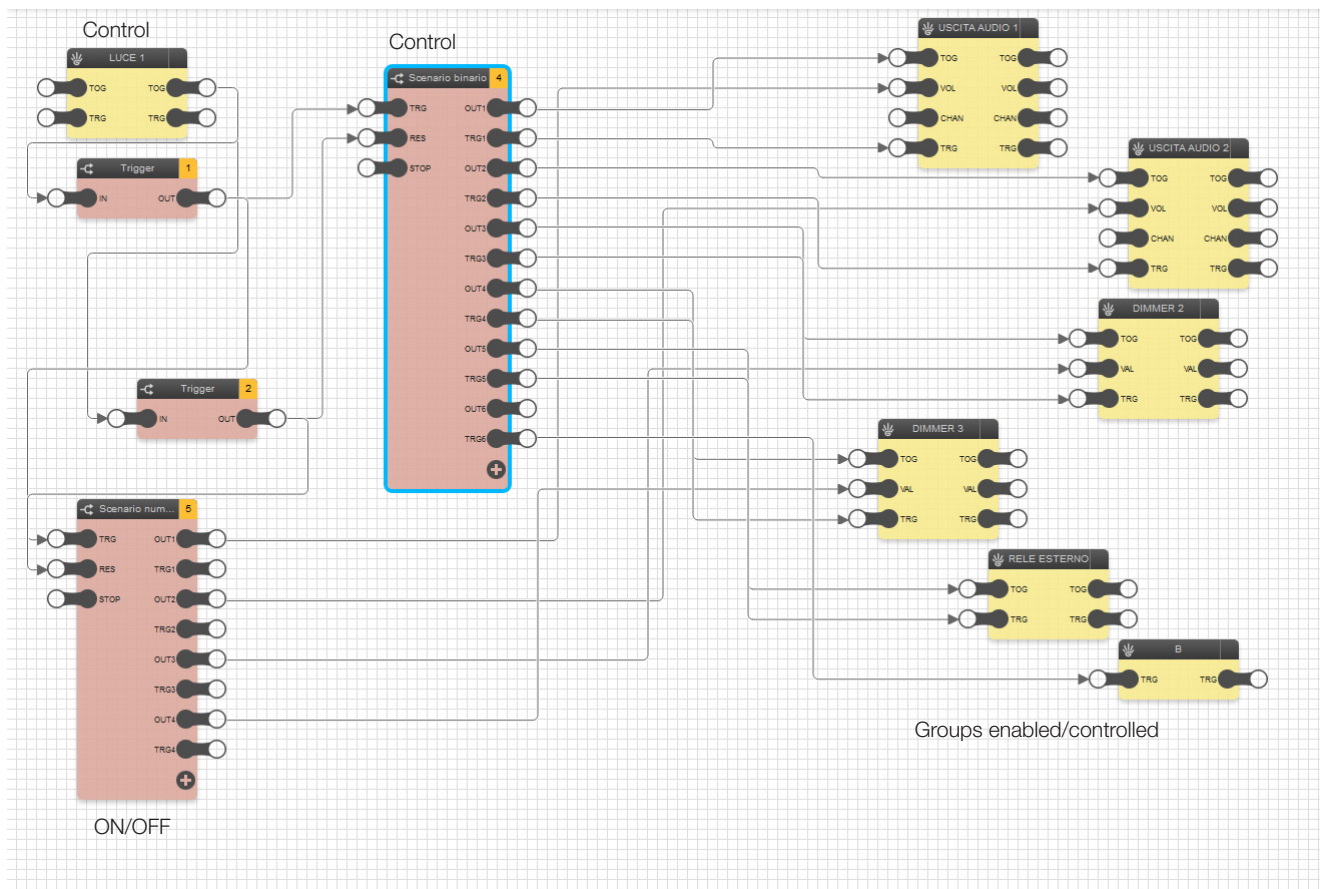 Control
LUCE 1
TOG TOG
TRG TRG
Trigger 1
IN OUT
Trigger 2
IN OUT
Scenario num... 5
TRG OUT1
RES TRG1
STOP OUT2
TRG2
OUT3
TRG3
OUT4
TRG4
ON/OFF
Control
Scenario binario 4
TRG OUT1
RES TRG1
STOP OUT2
TRG2
OUT3
TRG3
OUT4
TRG4
OUT5
TRG5
OUT6
TRG6
USCITA AUDIO 1
TOG TOG
VOL VOL
CHAN CHAN
TRG TRG
USCITA AUDIO 2
TOG TOG
VOL VOL
CHAN CHAN
TRG TRG
DIMMER 2
TOG TOG
VAL VAL
TRG TRG
DIMMER 3
TOG TOG
VAL VAL
TRG TRG
RELE ESTERNO
TOG TOG
TRG TRG
B
TRG TRG
Groups enabled/controlled